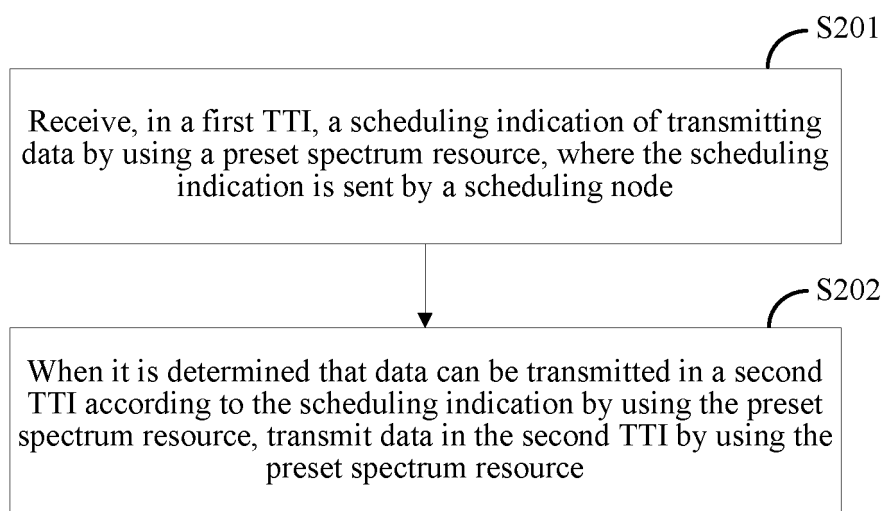 S201
Receive, in a first TTI, a scheduling indication of transmitting
data by using a preset spectrum resource, where the scheduling
indication is sent by a scheduling node
S202
When it is determined that data can be transmitted in a second
TTI according to the scheduling indication by using the preset
spectrum resource, transmit data in the second TTI by using the
preset spectrum resource